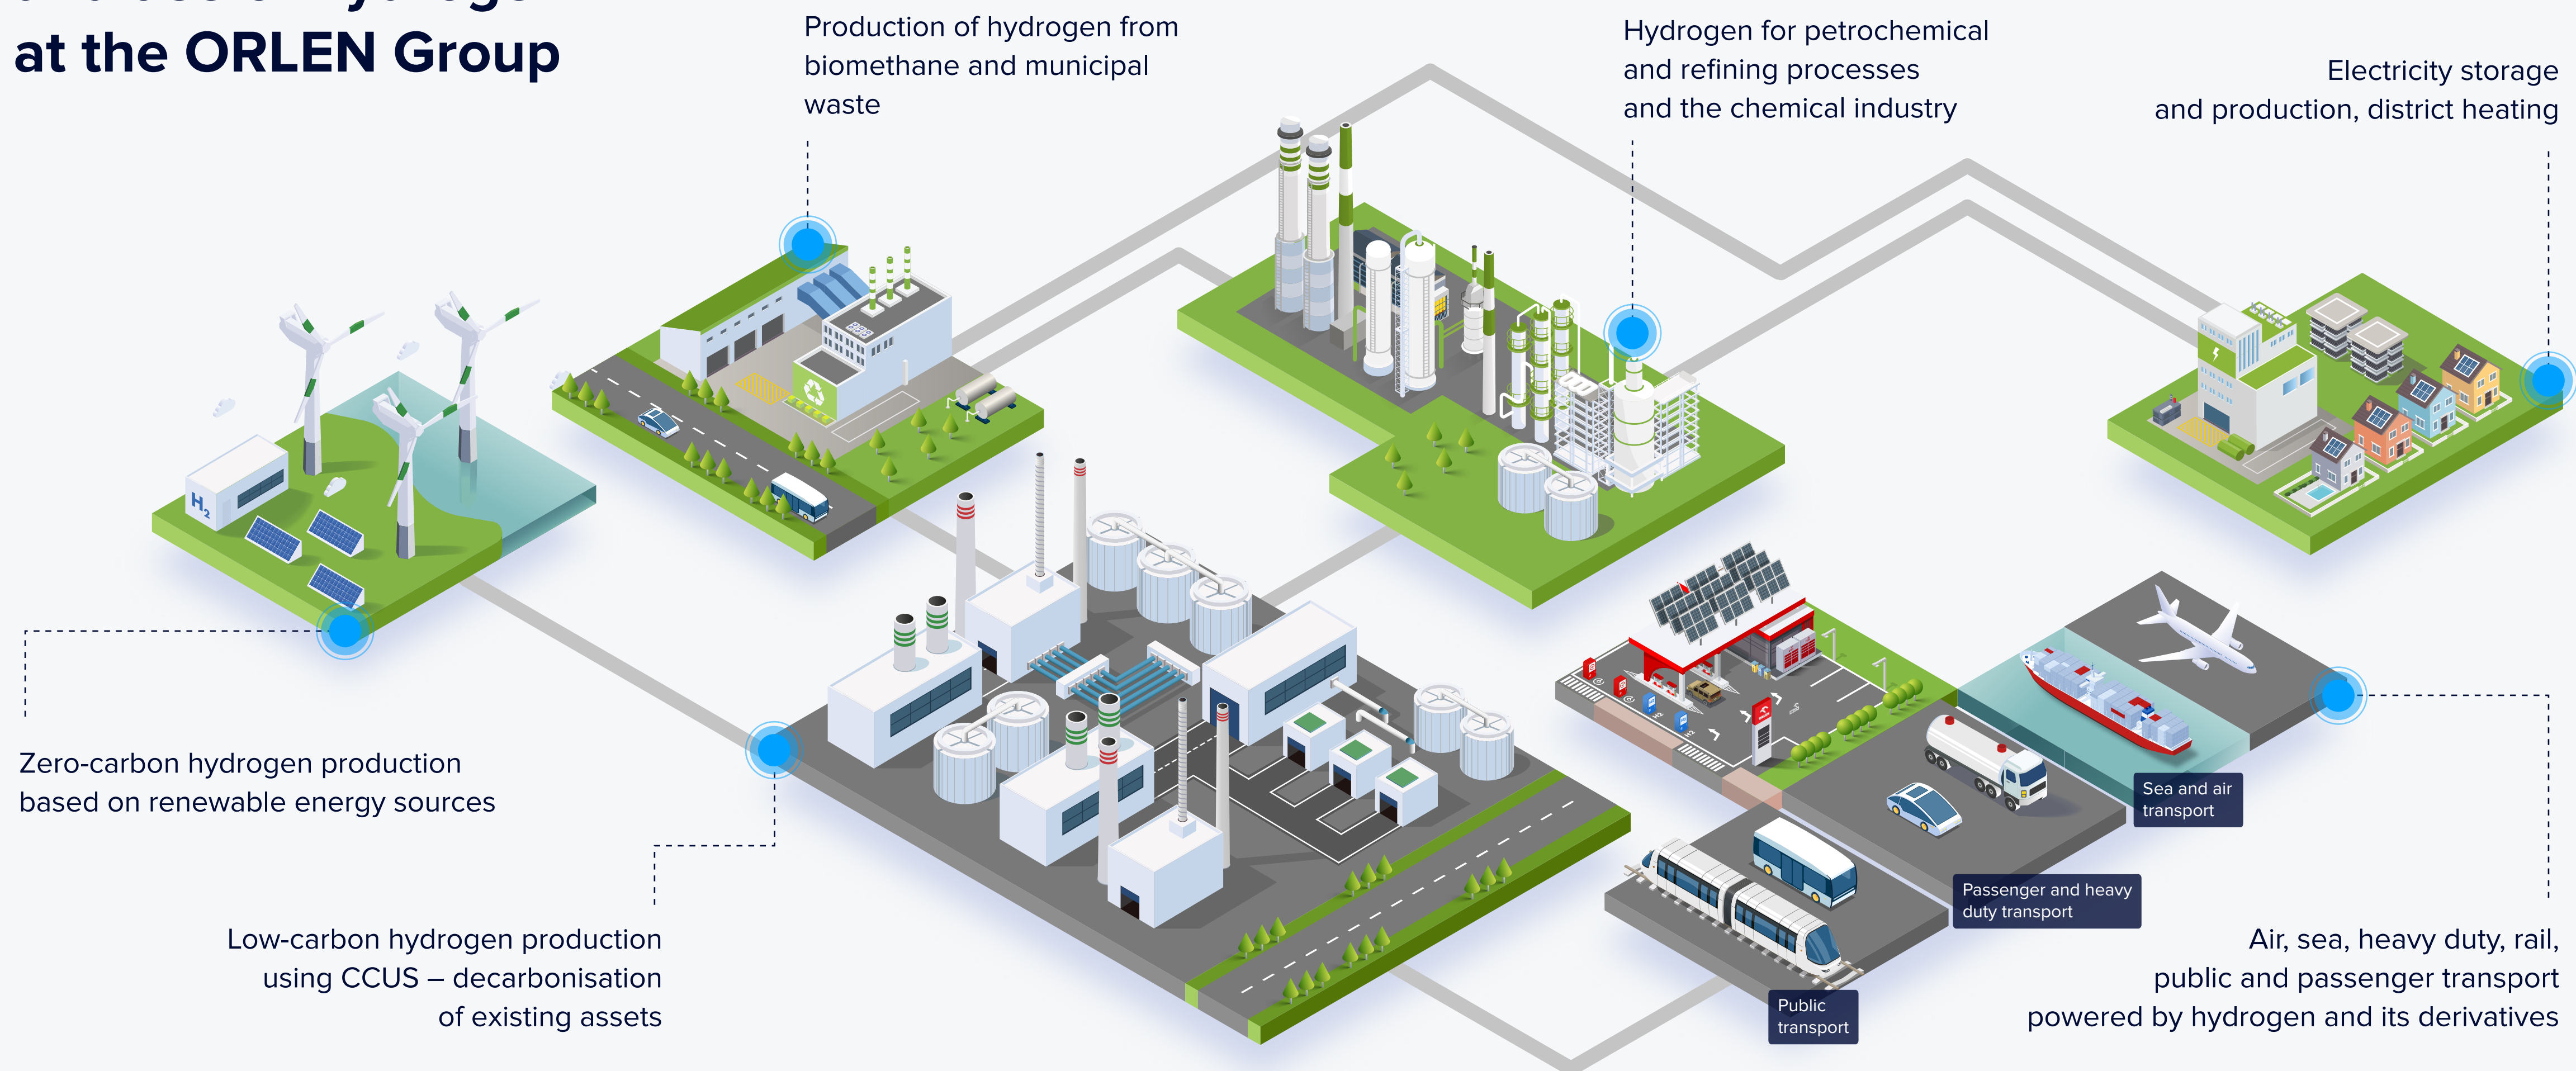 at the ORLEN Group
Production of hydrogen from
biomethane and municipal
waste
Hydrogen for petrochemical
and refining processes
and the chemical industry
Electricity storage
and production, district heating
H2
Zero-carbon hydrogen production
based on renewable energy sources
Low-carbon hydrogen production
using CCUS – decarbonisation
of existing assets
Sea and air
transport
Passenger and heavy
duty transport
Public
transport
Air, sea, heavy duty, rail,
public and passenger transport
powered by hydrogen and its derivatives